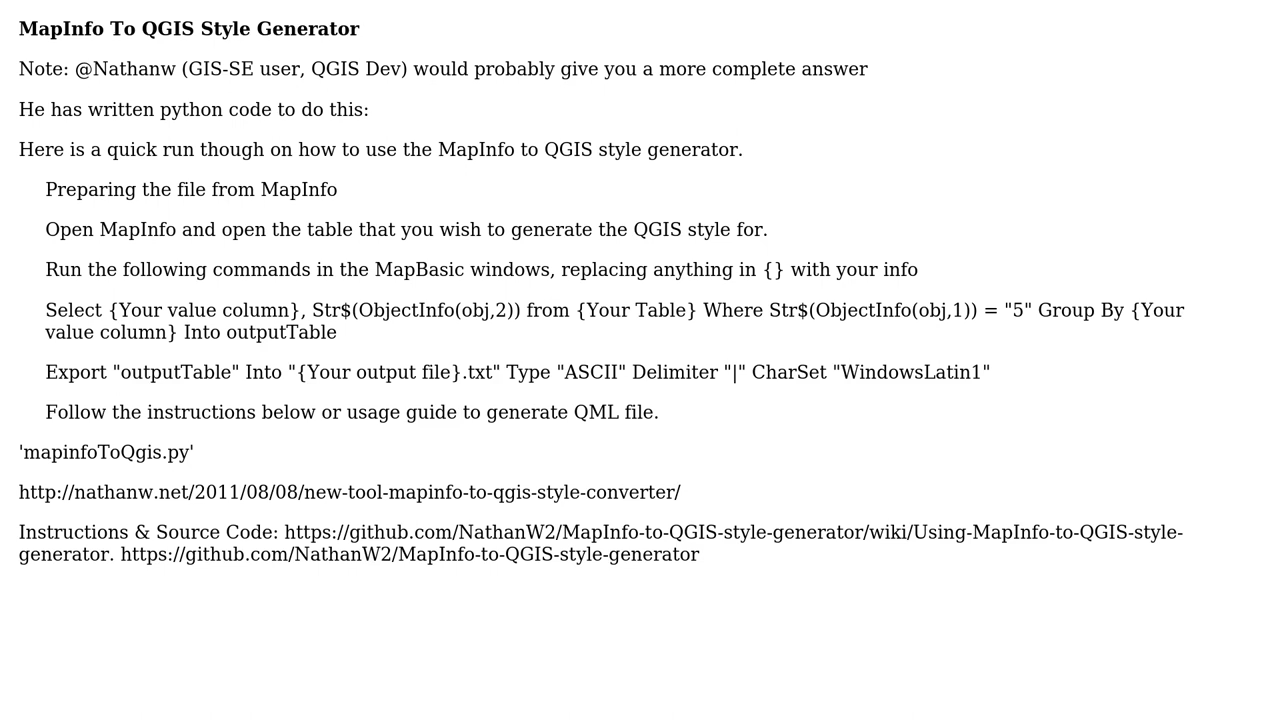 MapInfo To QGIS Style Generator
Note: @Nathanw (GIS-SE user, QGIS Dev) would probably give you a more complete answer
He has written python code to do this:
Here is a quick run though on how to use the MapInfo to QGIS style generator.
Preparing the file from MapInfo
Open MapInfo and open the table that you wish to generate the QGIS style for.
Run the following commands in the MapBasic windows, replacing anything in {} with your info
Select {Your value column}, Str$(ObjectInfo(obj,2)) from {Your Table} Where Str$(ObjectInfo(obj,1)) = "5" Group By {Your
value column} Into outputTable
Export "outputTable" Into "{Your output file}.txt" Type "ASCII" Delimiter "|" CharSet "WindowsLatin1"
Follow the instructions below or usage guide to generate QML file.
'mapinfoToQgis.py'
http://nathanw.net/2011/08/08/new-tool-mapinfo-to-qgis-style-converter/
Instructions & Source Code: https://github.com/NathanW2/MapInfo-to-QGIS-style-generator/wiki/Using-MapInfo-to-QGIS-style-
generator. https://github.com/NathanW2/MapInfo-to-QGIS-style-generator